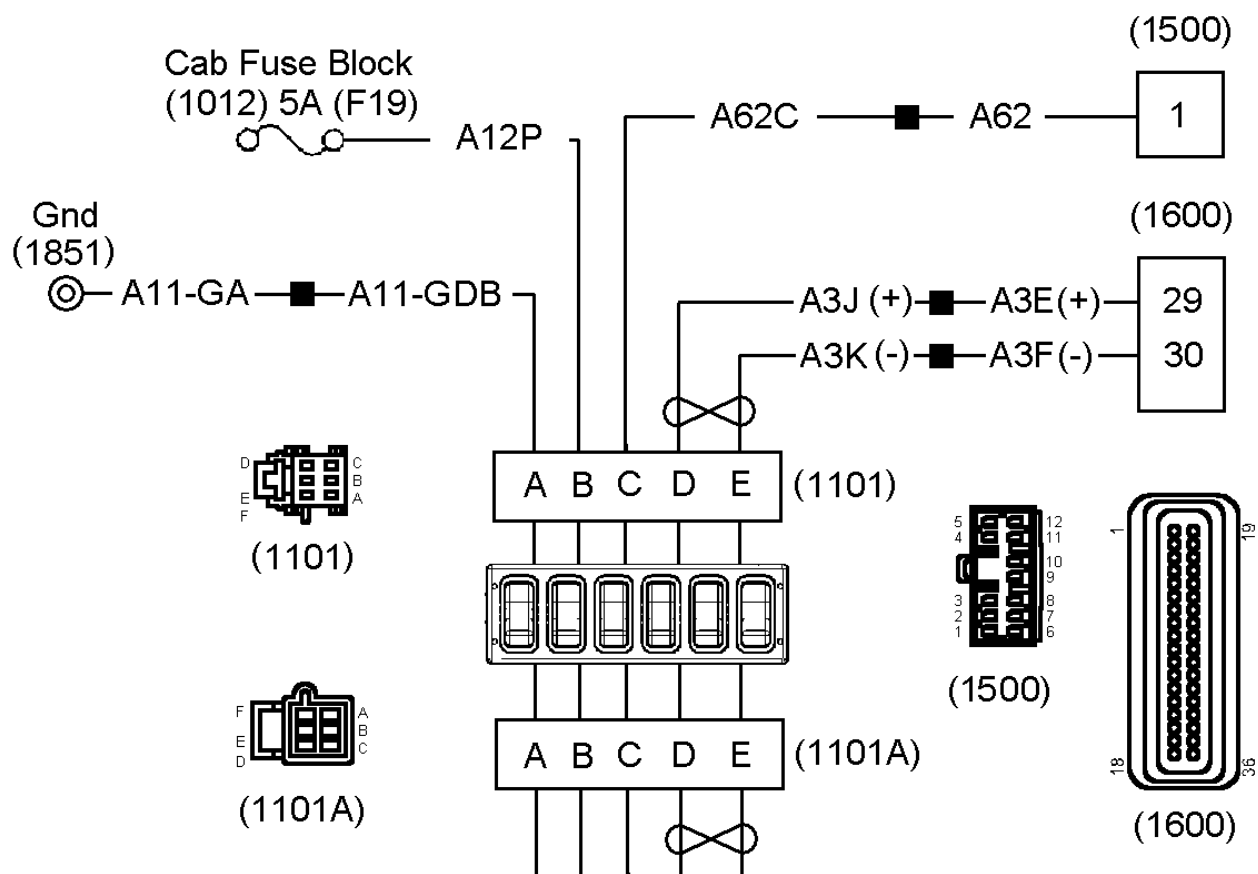 (1500)
Cab Fuse Block
(1012) 5A (F19)
A62C
A62
1
A12P
(1600)
Gnd
(1851)
A11-GA
A11-GDB
A3J (+)
A3E (+)
29
A3K (-)
A3F (-)
30
D
E
F
C
B
A
(1101)
A B C D E
(1101)
5
4
3
2
1
12
11
10
9
8
7
6
(1500)
1
19
18
36
(1600)
F
E
D
A
B
C
(1101A)
A B C D E
(1101A)